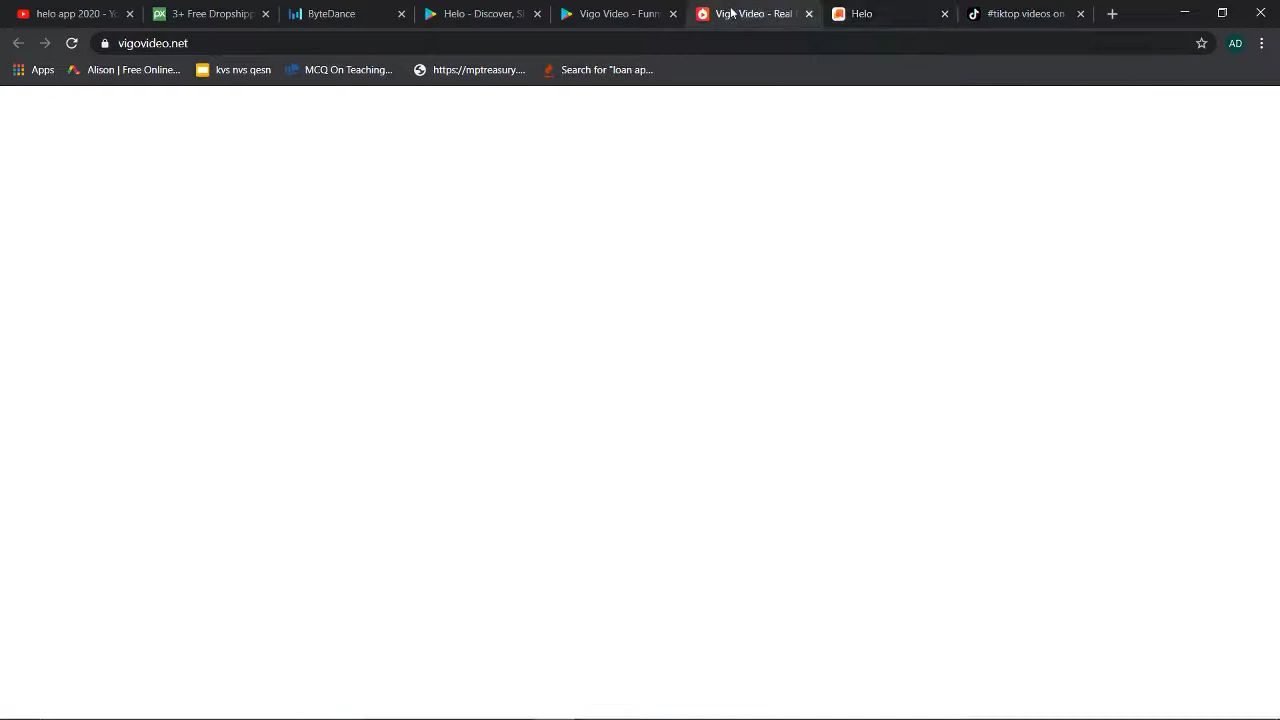 helo app 2020 - Yo
3+ Free Dropshipp
ByteDance
Helo - Discover, Sh
Vigo Video - Funn
Vigo Video - Real
Helo
#tiktop videos on
vigovideo.net
AD
Apps
Alison | Free Online...
kvs nvs qesn
MCQ On Teaching...
https://mptreasury....
Search for "loan ap...